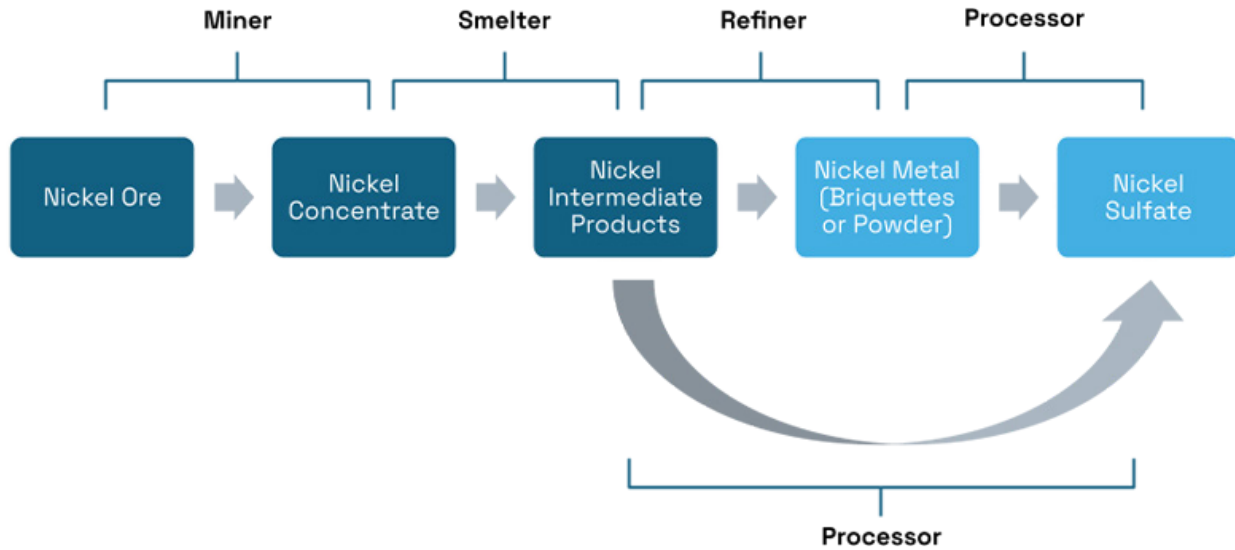 Miner
Smelter
Refiner
Processor
Nickel Ore
Nickel
Concentrate
Nickel
Intermediate
Products
Nickel Metal
(Briquettes
or Powder)
Nickel
Sulfate
Processor